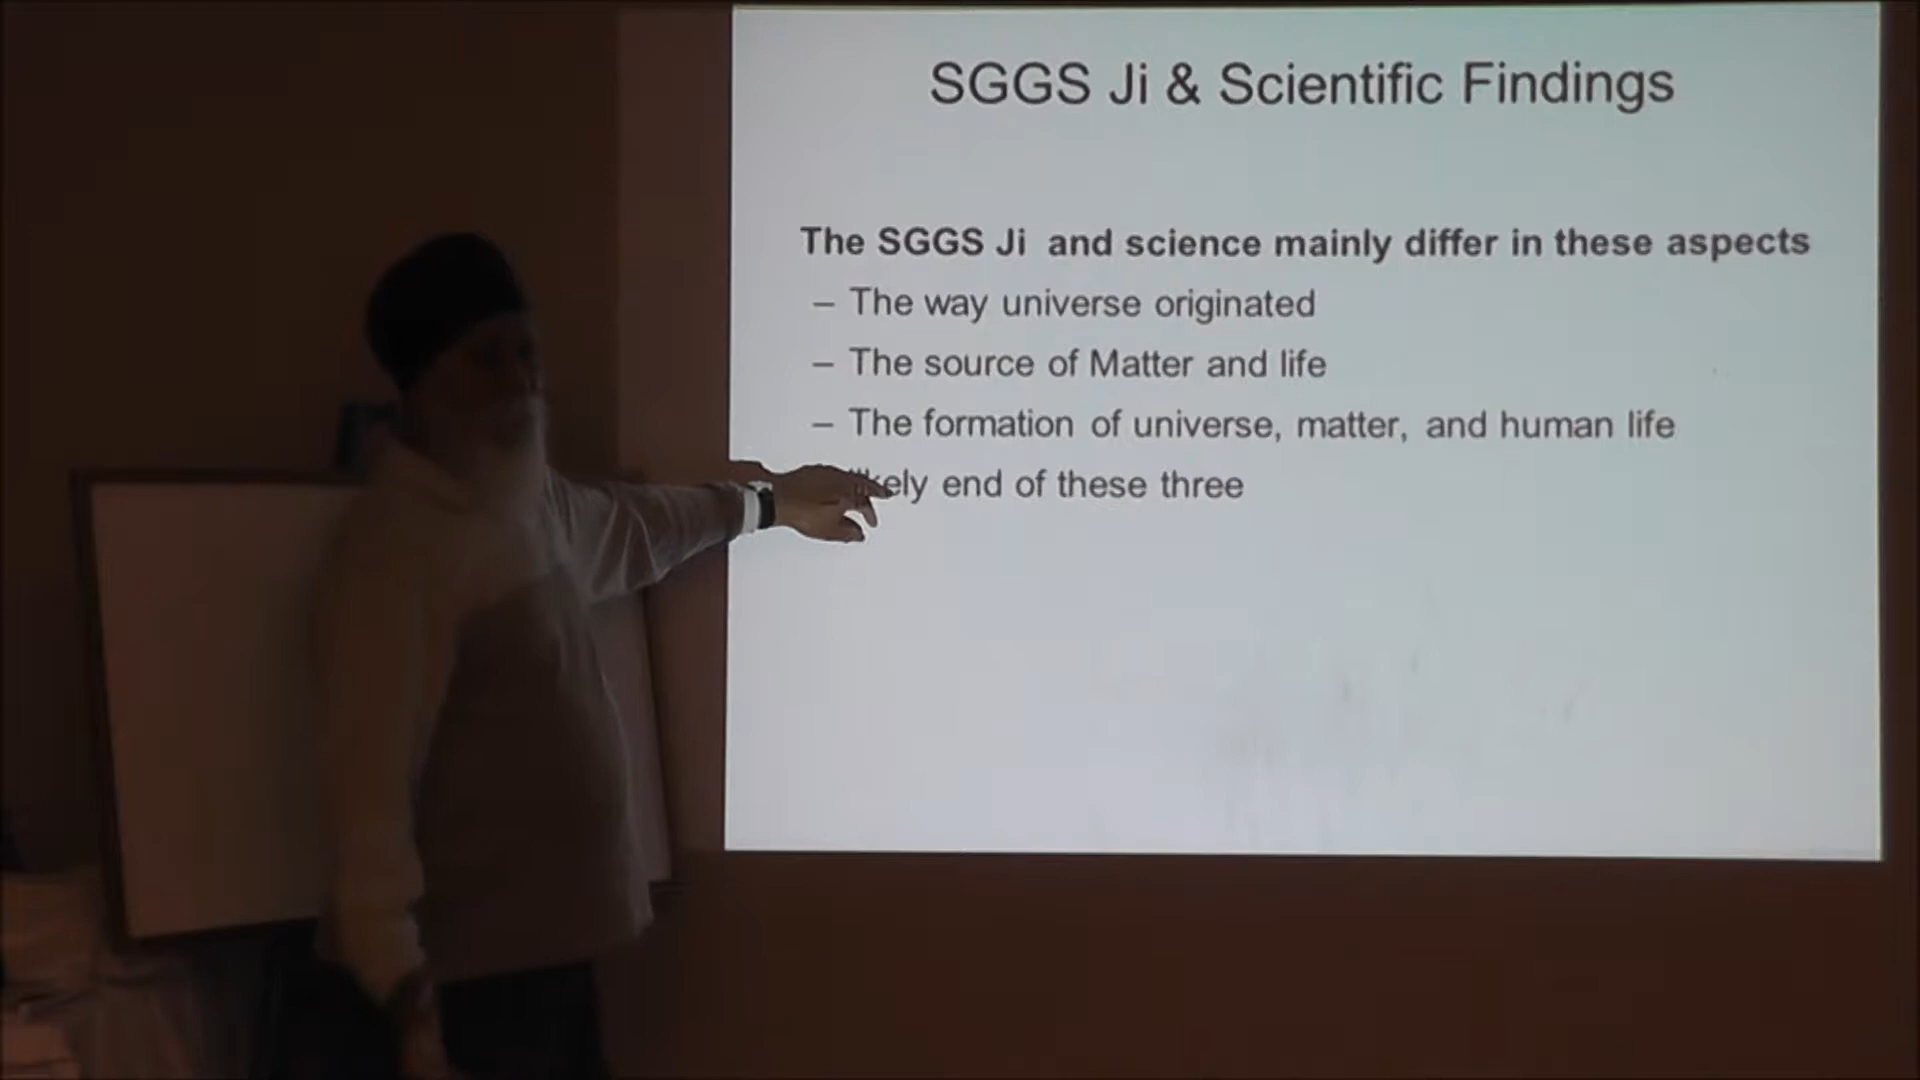 SGGS Ji & Scientific Findings
The SGGS Ji and science mainly differ in these aspects
– The way universe originated
– The source of Matter and life
– The formation of universe, matter, and human life
end of these three